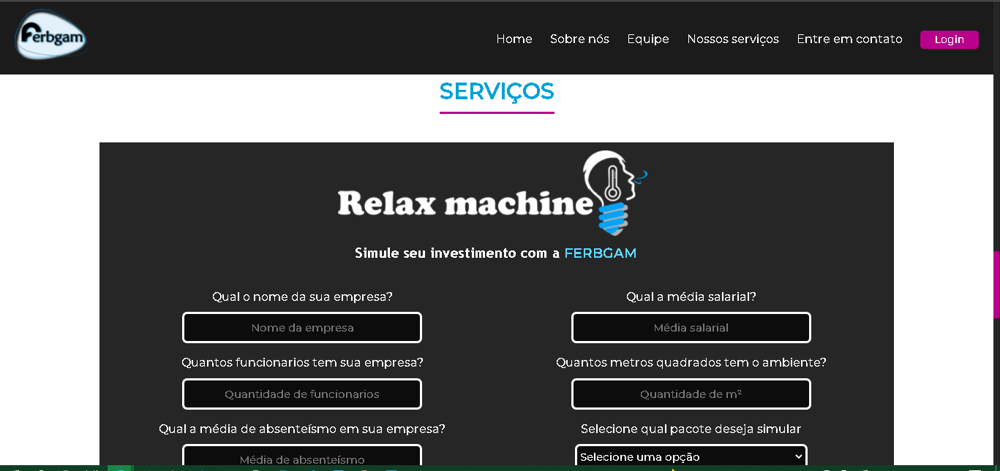 Ferbgam
Home Sobre nós Equipe Nossos serviços Entre em contato Login
SERVIÇOS
Relax machine
Simule seu investimento com a FERBGAM
Qual o nome da sua empresa?
Nome da empresa
Qual a média salarial?
Média salarial
Quantos funcionarios tem sua empresa?
Quantidade de funcionarios
Quantos metros quadrados tem o ambiente?
Quantidade de m²
Qual a média de absenteísmo em sua empresa?
Média de absenteísmo
Selecione qual pacote deseja simular
Selecione uma opção